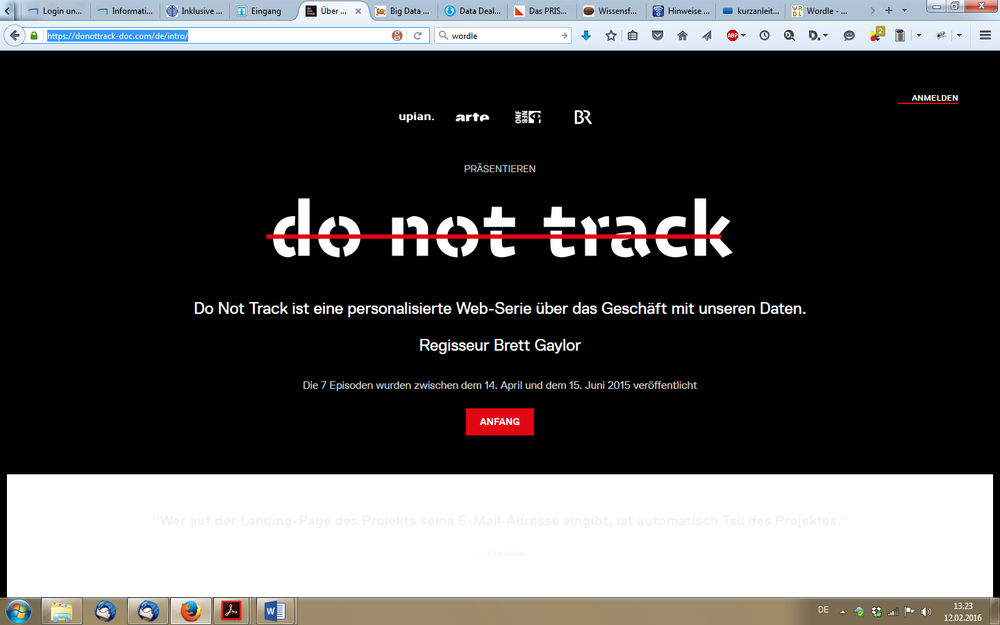 Login un...
Informati...
Inklusive ...
Eingang
Über ...
Big Data ...
Data Deal...
Das PRIS...
Wissensf...
Hinweise ...
kurzanleit...
Wordle - ...
https://donottrack-doc.com/de/intro/
wordle
ABP
D.
2
ANMELDEN
upian.
arte
ONF
NFB
BR
PRÄSENTIEREN
do not track
Do Not Track ist eine personalisierte Web-Serie über das Geschäft mit unseren Daten.
Regisseur Brett Gaylor
Die 7 Episoden wurden zwischen dem 14. April und dem 15. Juni 2015 veröffentlicht
ANFANG
"Wer auf der Landing-Page des Projekts seine E-Mail-Adresse eingibt, ist automatisch Teil des Projektes."
— futurezone
DE
13:23
12.02.2016